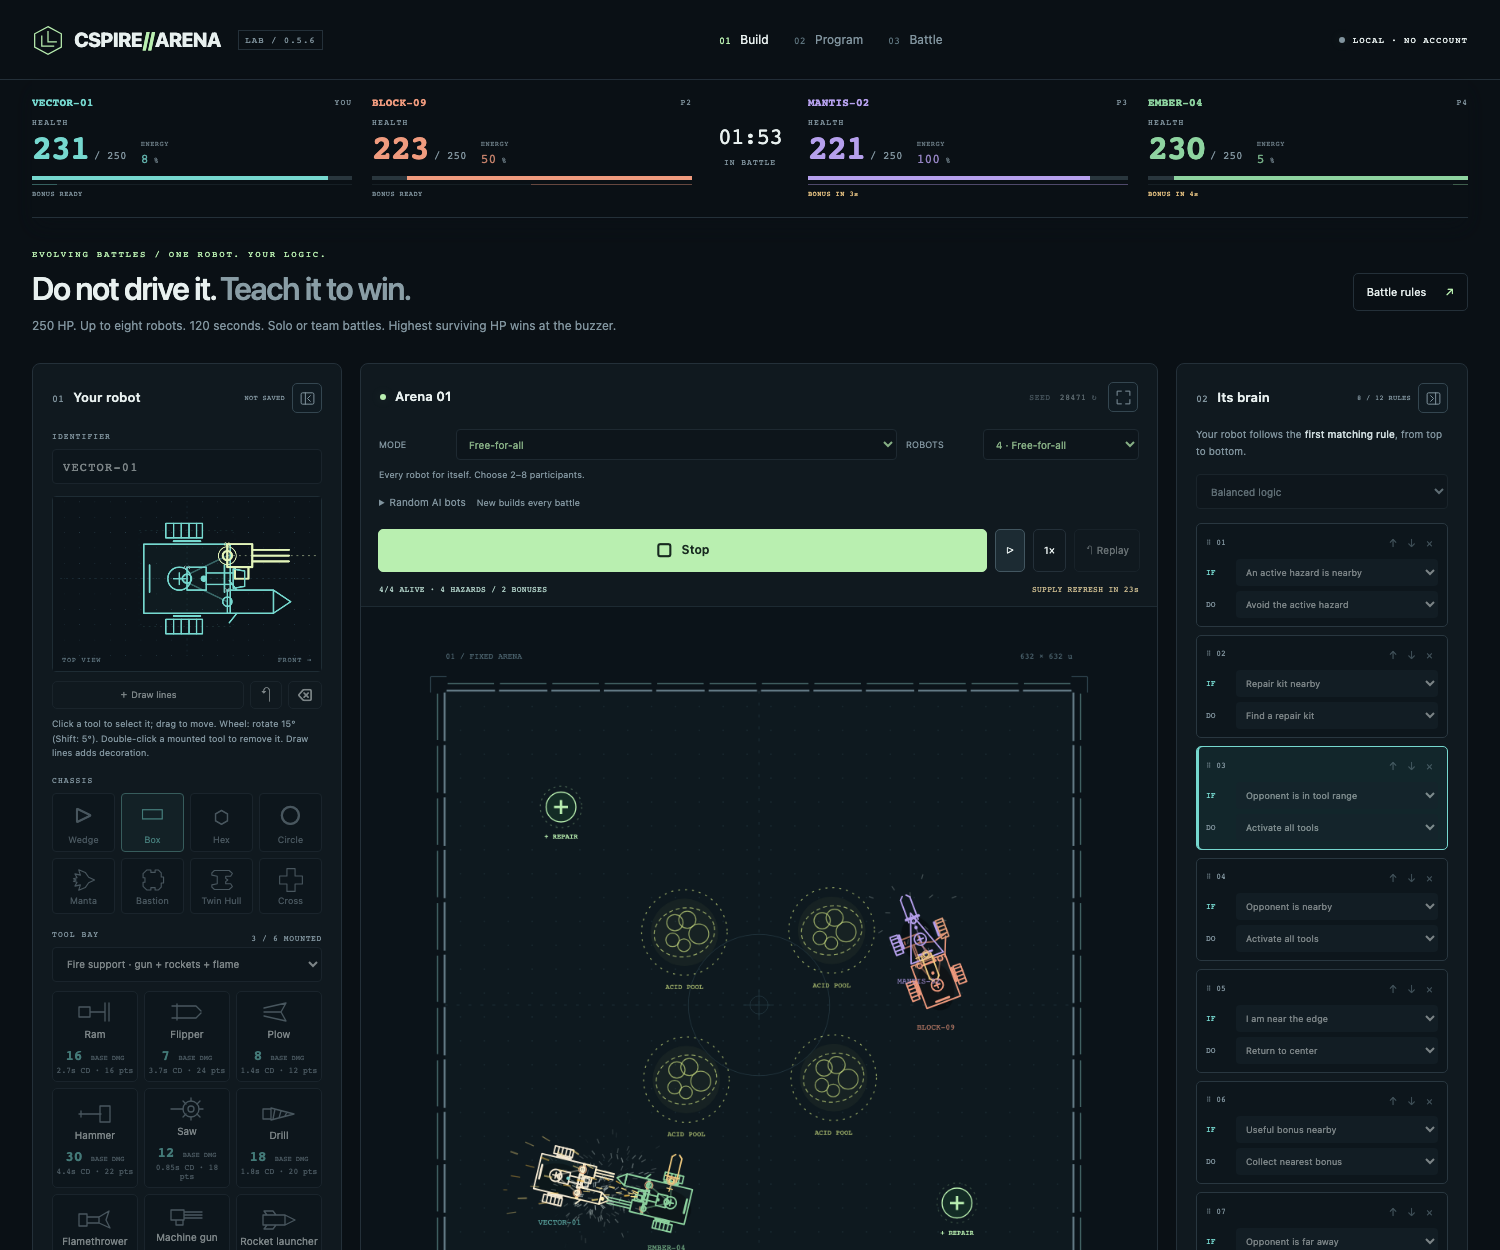 CSPIRE//ARENA
LAB / 0.5.6
01 Build
02 Program
03 Battle
LOCAL · NO ACCOUNT
VECTOR-01 YOU
HEALTH
231 / 250
ENERGY
8 %
BONUS READY
BLOCK-09 P2
HEALTH
223 / 250
ENERGY
50 %
BONUS READY
01:53
IN BATTLE
MANTIS-02 P3
HEALTH
221 / 250
ENERGY
100 %
BONUS IN 3s
EMBER-04 P4
HEALTH
230 / 250
ENERGY
5 %
BONUS IN 4s
EVOLVING BATTLES / ONE ROBOT. YOUR LOGIC.
Do not drive it. Teach it to win.
250 HP. Up to eight robots. 120 seconds. Solo or team battles. Highest surviving HP wins at the buzzer.
Battle rules ↗
01 Your robot NOT SAVED
IDENTIFIER
VECTOR-01
TOP VIEW FRONT →
+ Draw lines
Click a tool to select it; drag to move. Wheel: rotate 15°
(Shift: 5°). Double-click a mounted tool to remove it. Draw
lines adds decoration.
CHASSIS
Wedge Box Hex Circle
Manta Bastion Twin Hull Cross
TOOL BAY 3 / 6 MOUNTED
Fire support · gun + rockets + flame
Ram Flipper Plow
16 BASE DMG 7 BASE DMG 8 BASE DMG
2.7s CD · 16 pts 3.7s CD · 24 pts 1.4s CD · 12 pts
Hammer Saw Drill
30 BASE DMG 12 BASE DMG 18 BASE DMG
4.4s CD · 22 pts 0.85s CD · 18 pts 1.8s CD · 20 pts
Flamethrower Machine gun Rocket launcher
Arena 01 SEED 28471 ↻
MODE Free-for-all ROBOTS 4 · Free-for-all
Every robot for itself. Choose 2–8 participants.
Random AI bots New builds every battle
Stop
1×
Replay
4/4 ALIVE · 4 HAZARDS / 2 BONUSES SUPPLY REFRESH IN 23s
01 / FIXED ARENA 632 × 632 u
+ REPAIR
ACID POOL
ACID POOL
MANTIS-02
BLOCK-09
ACID POOL
ACID POOL
VECTOR-01
EMBER-04
+ REPAIR
02 Its brain 8 / 12 RULES
Your robot follows the first matching rule, from top
to bottom.
Balanced logic
⠿ 01 ↑ ↓ ×
IF An active hazard is nearby
DO Avoid the active hazard
⠿ 02 ↑ ↓ ×
IF Repair kit nearby
DO Find a repair kit
⠿ 03 ↑ ↓ ×
IF Opponent is in tool range
DO Activate all tools
⠿ 04 ↑ ↓ ×
IF Opponent is nearby
DO Activate all tools
⠿ 05 ↑ ↓ ×
IF I am near the edge
DO Return to center
⠿ 06 ↑ ↓ ×
IF Useful bonus nearby
DO Collect nearest bonus
⠿ 07 ↑ ↓ ×
IF Opponent is far away